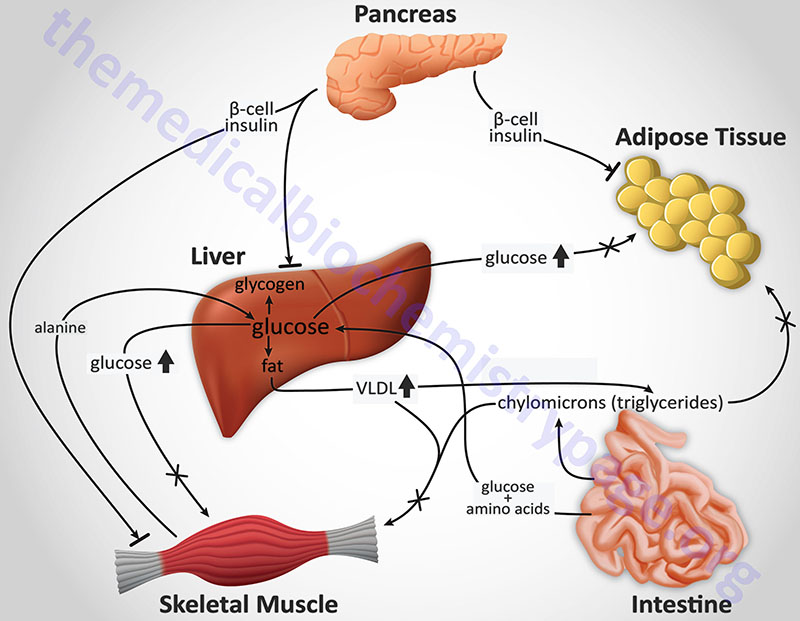 Pancreas
β-cell
insulin
β-cell
insulin
Adipose Tissue
Liver
glycogen
glucose
glucose
alanine
glucose
fat
VLDL
chylomicrons (triglycerides)
glucose
+
amino acids
Skeletal Muscle
Intestine
themedicalbiochemistrypage.org